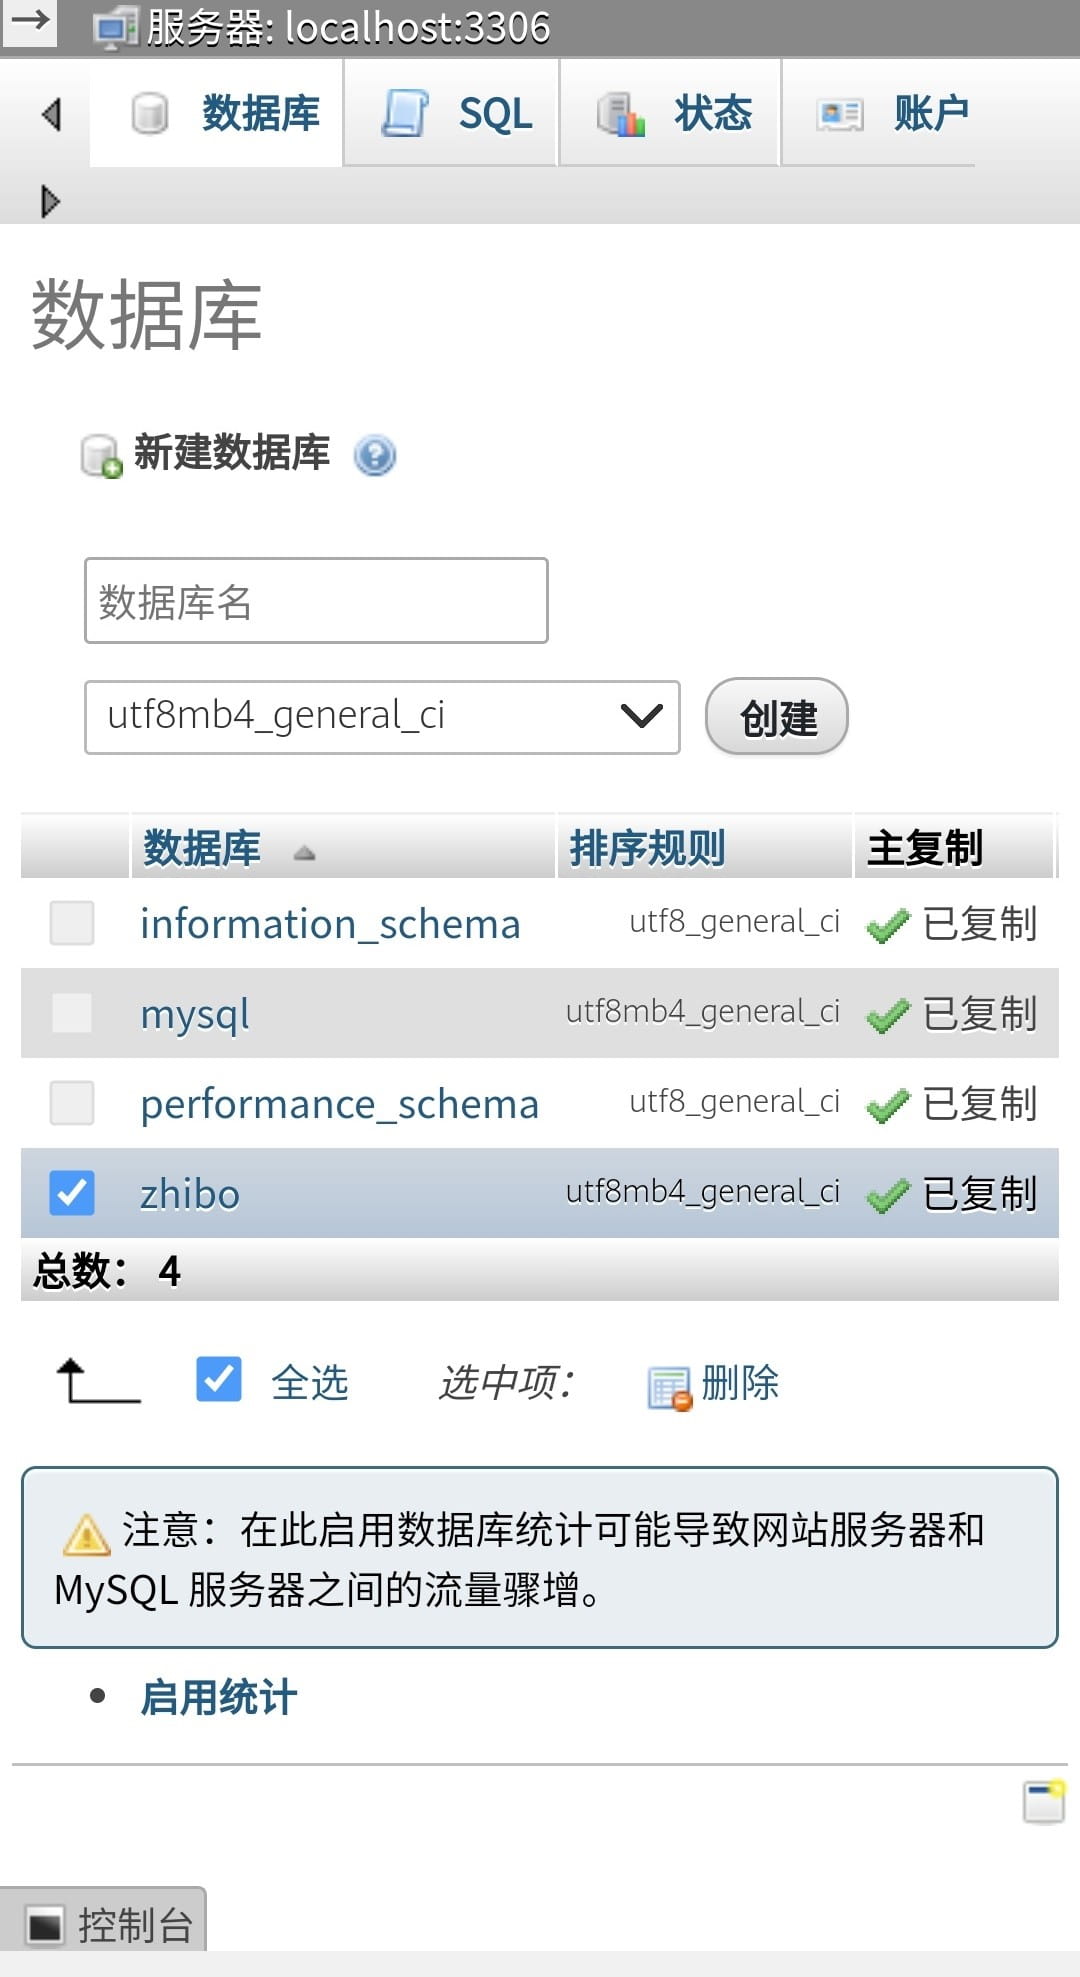 服务器: localhost:3306
数据库 SQL 状态 账户
数据库
新建数据库
数据库名
utf8mb4_general_ci 创建
数据库 排序规则 主复制
information_schema utf8_general_ci 已复制
mysql utf8mb4_general_ci 已复制
performance_schema utf8_general_ci 已复制
zhibo utf8mb4_general_ci 已复制
总数： 4
全选 选中项： 删除
注意：在此启用数据库统计可能导致网站服务器和
MySQL 服务器之间的流量骤增。
启用统计
控制台